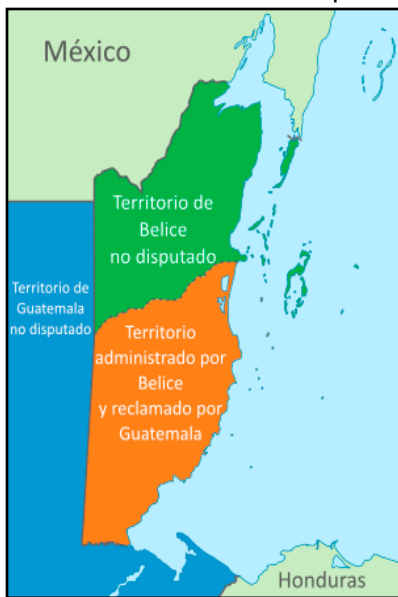 México
Territorio de
Belice
no disputado
Territorio de
Guatemala
no disputado
Territorio
administrado por
Belice
y reclamado por
Guatemala
Honduras